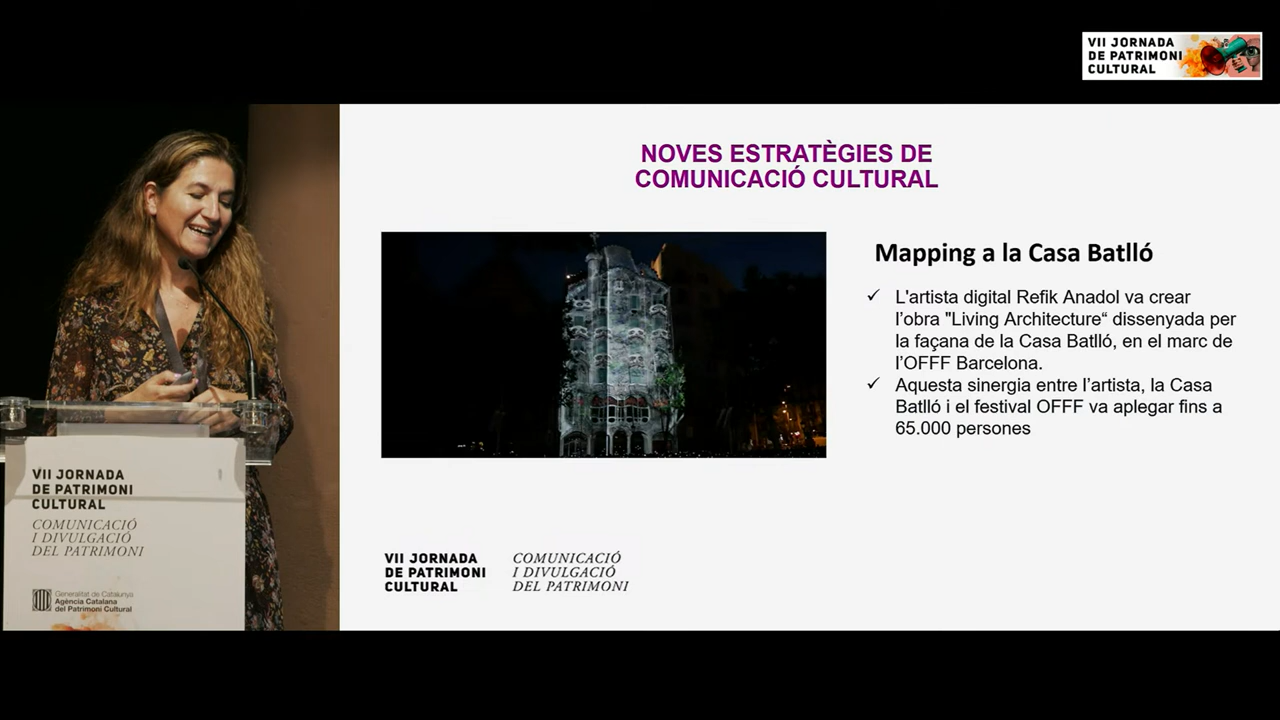 VII JORNADA
DE PATRIMONI
CULTURAL
NOVES ESTRATÈGIES DE
COMUNICACIÓ CULTURAL
Mapping a la Casa Batlló
✓ L'artista digital Refik Anadol va crear
l’obra "Living Architecture“ dissenyada per
la façana de la Casa Batlló, en el marc de
l’OFFF Barcelona.
✓ Aquesta sinergia entre l’artista, la Casa
Batlló i el festival OFFF va aplegar fins a
65.000 persones
VII JORNADA
DE PATRIMONI
CULTURAL
COMUNICACIÓ
I DIVULGACIÓ
DEL PATRIMONI
VII JORNADA
DE PATRIMONI
CULTURAL
COMUNICACIÓ
I DIVULGACIÓ
DEL PATRIMONI
Generalitat de Catalunya
Agència Catalana
del Patrimoni Cultural